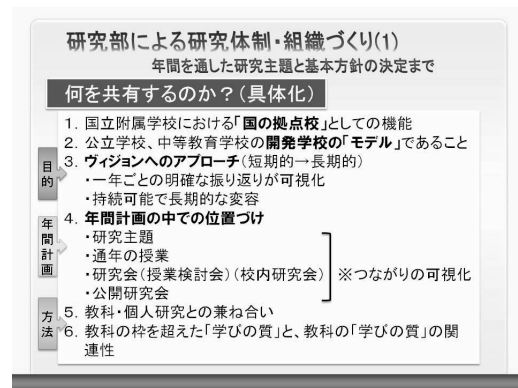 研究部による研究体制・組織づくり(1)
年間を通した研究主題と基本方針の決定まで
何を共有するのか？(具体化)
目的
1. 国立附属学校における「国の拠点校」としての機能
2. 公立学校、中等教育学校の開発学校の「モデル」であること
3. ヴィジョンへのアプローチ(短期的→長期的)
・一年ごとの明確な振り返りが可視化
・持続可能で長期的な変容
年間計画
4. 年間計画の中での位置づけ
・研究主題
・通年の授業
・研究会(授業検討会)(校内研究会)
・公開研究会
※つながりの可視化
方法
5. 教科・個人研究との兼ね合い
6. 教科の枠を超えた「学びの質」と、教科の「学びの質」の関
連性